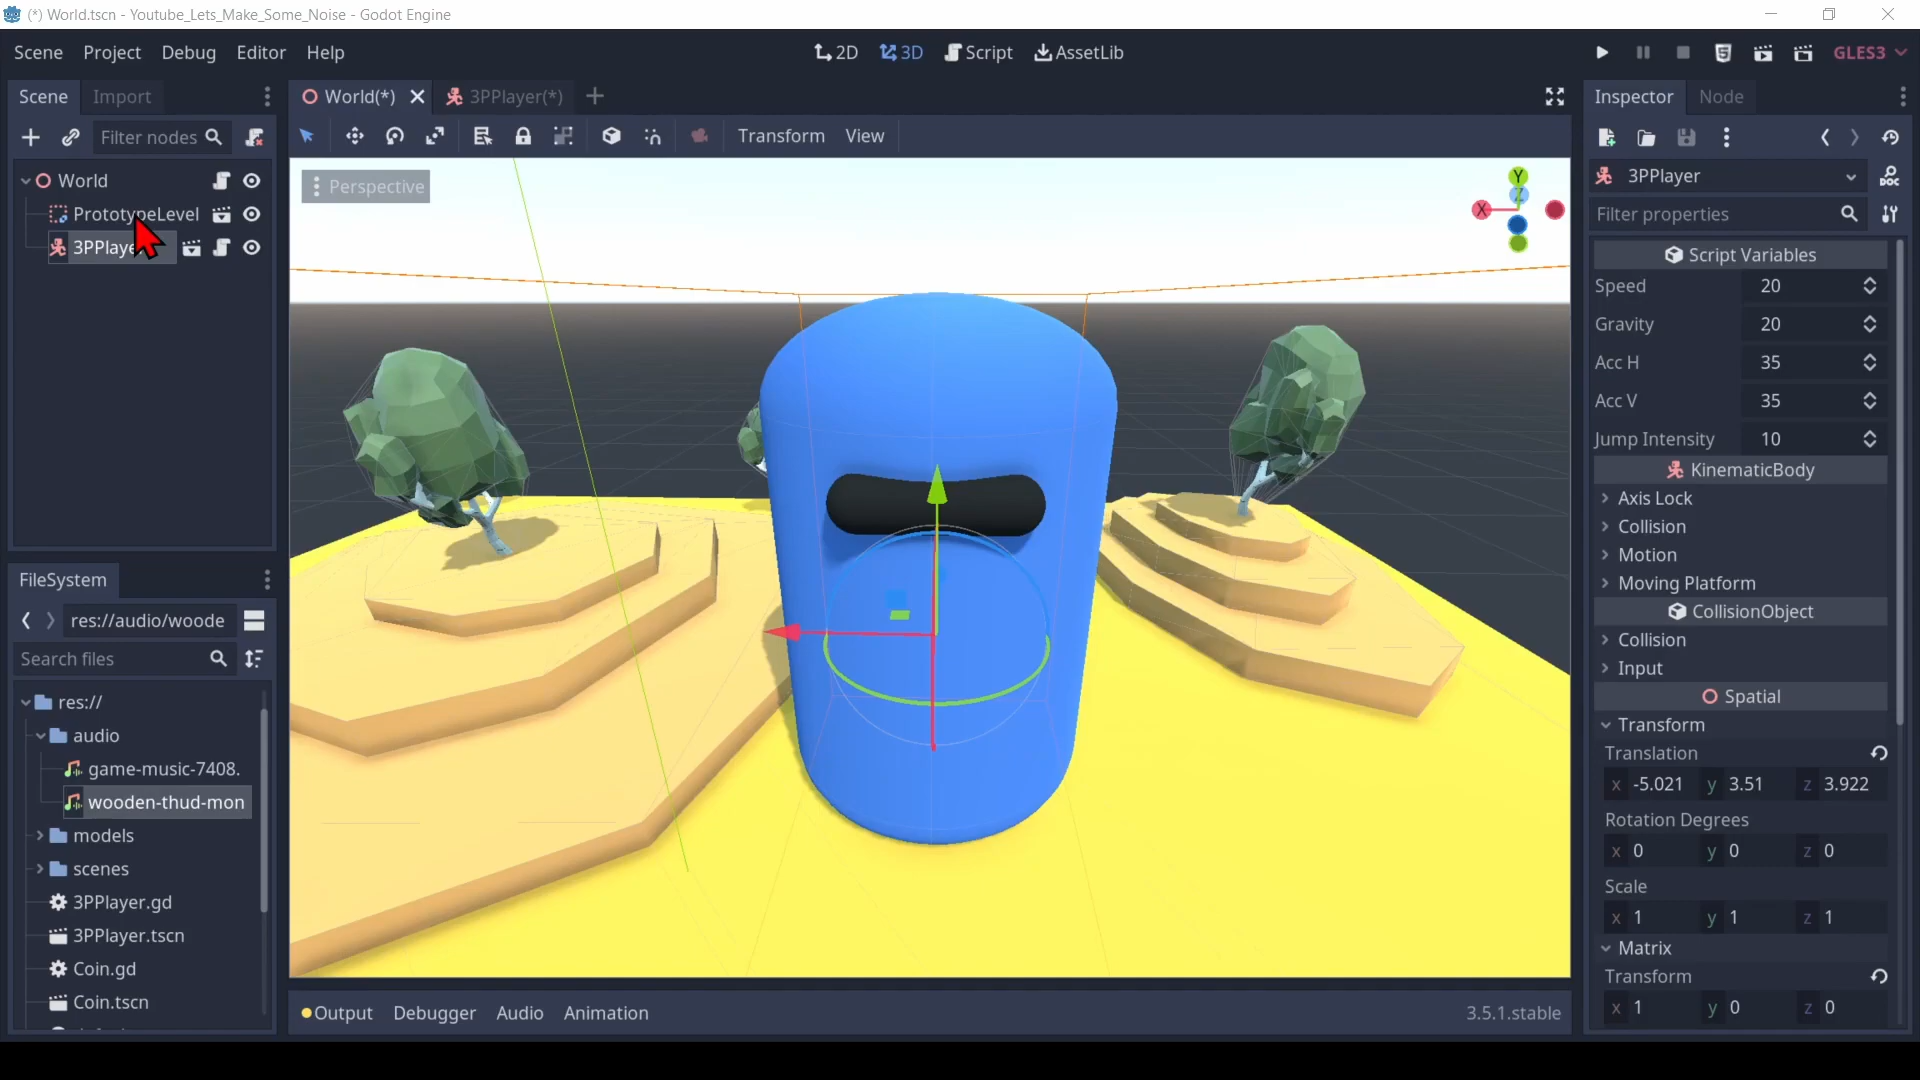 (*) World.tscn - Youtube_Lets_Make_Some_Noise - Godot Engine
Scene Project Debug Editor Help
2D 3D Script AssetLib
GLES3
Scene Import
World(*) 3PPlayer(*)
Inspector Node
Filter nodes
Transform View
World
PrototypeLevel
3PPlaye
Perspective
Y
Z
X
3PPlayer
Filter properties
Script Variables
Speed 20
Gravity 20
Acc H 35
Acc V 35
Jump Intensity 10
KinematicBody
Axis Lock
Collision
Motion
Moving Platform
CollisionObject
Collision
Input
Spatial
Transform
Translation
x -5.021 y 3.51 z 3.922
Rotation Degrees
x 0 y 0 z 0
Scale
x 1 y 1 z 1
Matrix
Transform
x 1 y 0 z 0
FileSystem
res://audio/woode
Search files
res://
audio
game-music-7408.
wooden-thud-mon
models
scenes
3PPlayer.gd
3PPlayer.tscn
Coin.gd
Coin.tscn
Output Debugger Audio Animation
3.5.1.stable